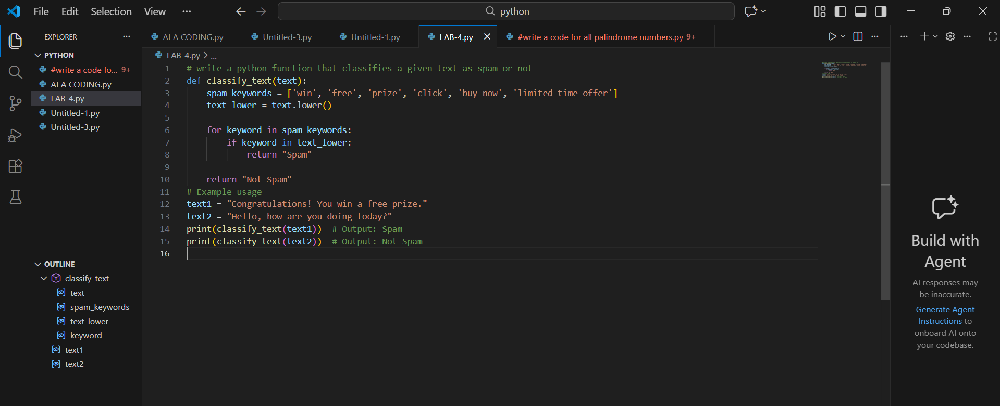 File Edit Selection View ...
python
EXPLORER ...
PYTHON
#write a code fo... 9+
AI A CODING.py
LAB-4.py
Untitled-1.py
Untitled-3.py
OUTLINE
classify_text
text
spam_keywords
text_lower
keyword
text1
text2
AI A CODING.py Untitled-3.py Untitled-1.py LAB-4.py #write a code for all palindrome numbers.py 9+
LAB-4.py > ...
1 # write a python function that classifies a given text as spam or not
2 def classify_text(text):
3 spam_keywords = ['win', 'free', 'prize', 'click', 'buy now', 'limited time offer']
4 text_lower = text.lower()
5
6 for keyword in spam_keywords:
7 if keyword in text_lower:
8 return "Spam"
9
10 return "Not Spam"
11 # Example usage
12 text1 = "Congratulations! You win a free prize."
13 text2 = "Hello, how are you doing today?"
14 print(classify_text(text1)) # Output: Spam
15 print(classify_text(text2)) # Output: Not Spam
16
Build with
Agent
AI responses may
be inaccurate.
Generate Agent
Instructions to
onboard AI onto
your codebase.